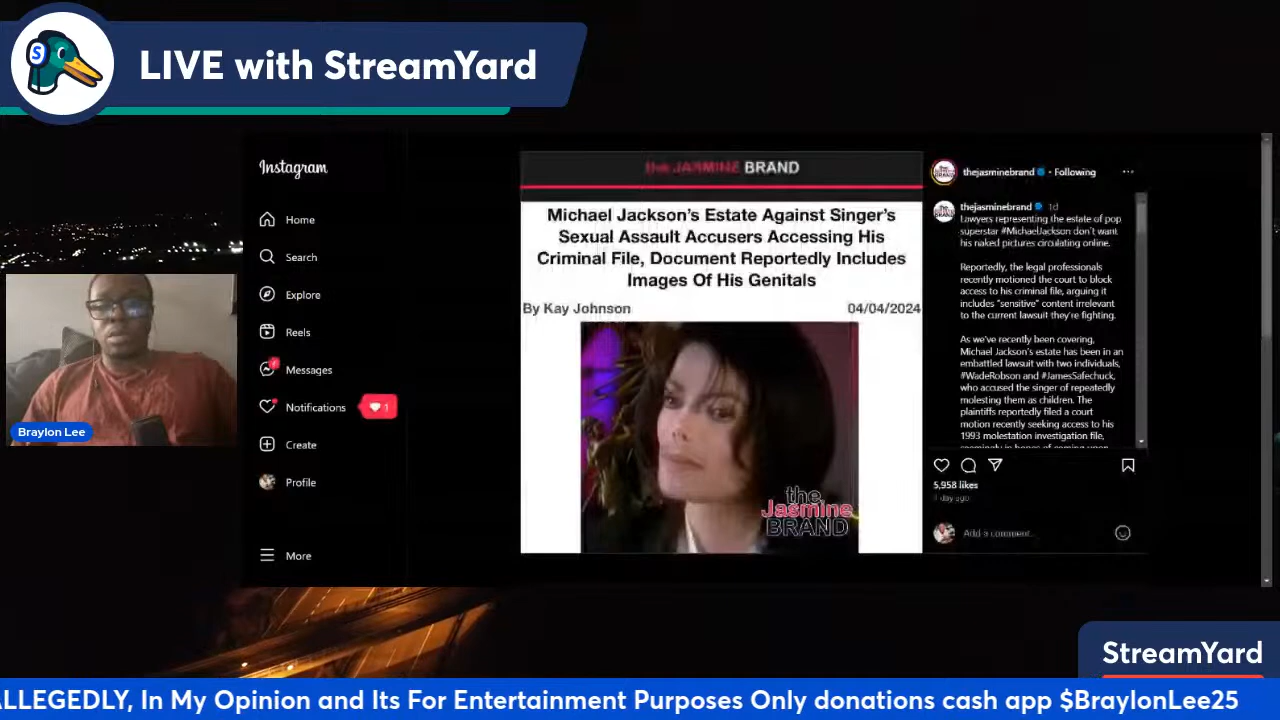 S
LIVE with StreamYard
Instagram
Home
Search
Explore
Reels
Messages
Notifications
1
Create
Profile
More
Braylon Lee
the JASMINE BRAND
Michael Jackson's Estate Against Singer's
Sexual Assault Accusers Accessing His
Criminal File, Document Reportedly Includes
Images Of His Genitals
By Kay Johnson 04/04/2024
the
Jasmine
BRAND
thejasminebrand • Following
thejasminebrand 1d
Lawyers representing the estate of pop
superstar #MichaelJackson don't want
his naked pictures circulating online.
Reportedly, the legal professionals
recently motioned the court to block
access to his criminal file, arguing it
includes "sensitive" content irrelevant
to the current lawsuit they're fighting.
As we've recently been covering,
Michael Jackson's estate has been in an
embattled lawsuit with two individuals,
#WadeRobson and #JamesSafechuck,
who accused the singer of repeatedly
molesting them as children. The
plaintiffs reportedly filed a court
motion recently seeking access to his
1993 molestation investigation file,
5,958 likes
1 day ago
Add a comment...
StreamYard
ALLEGEDLY, In My Opinion and Its For Entertainment Purposes Only donations cash app $BraylonLee25